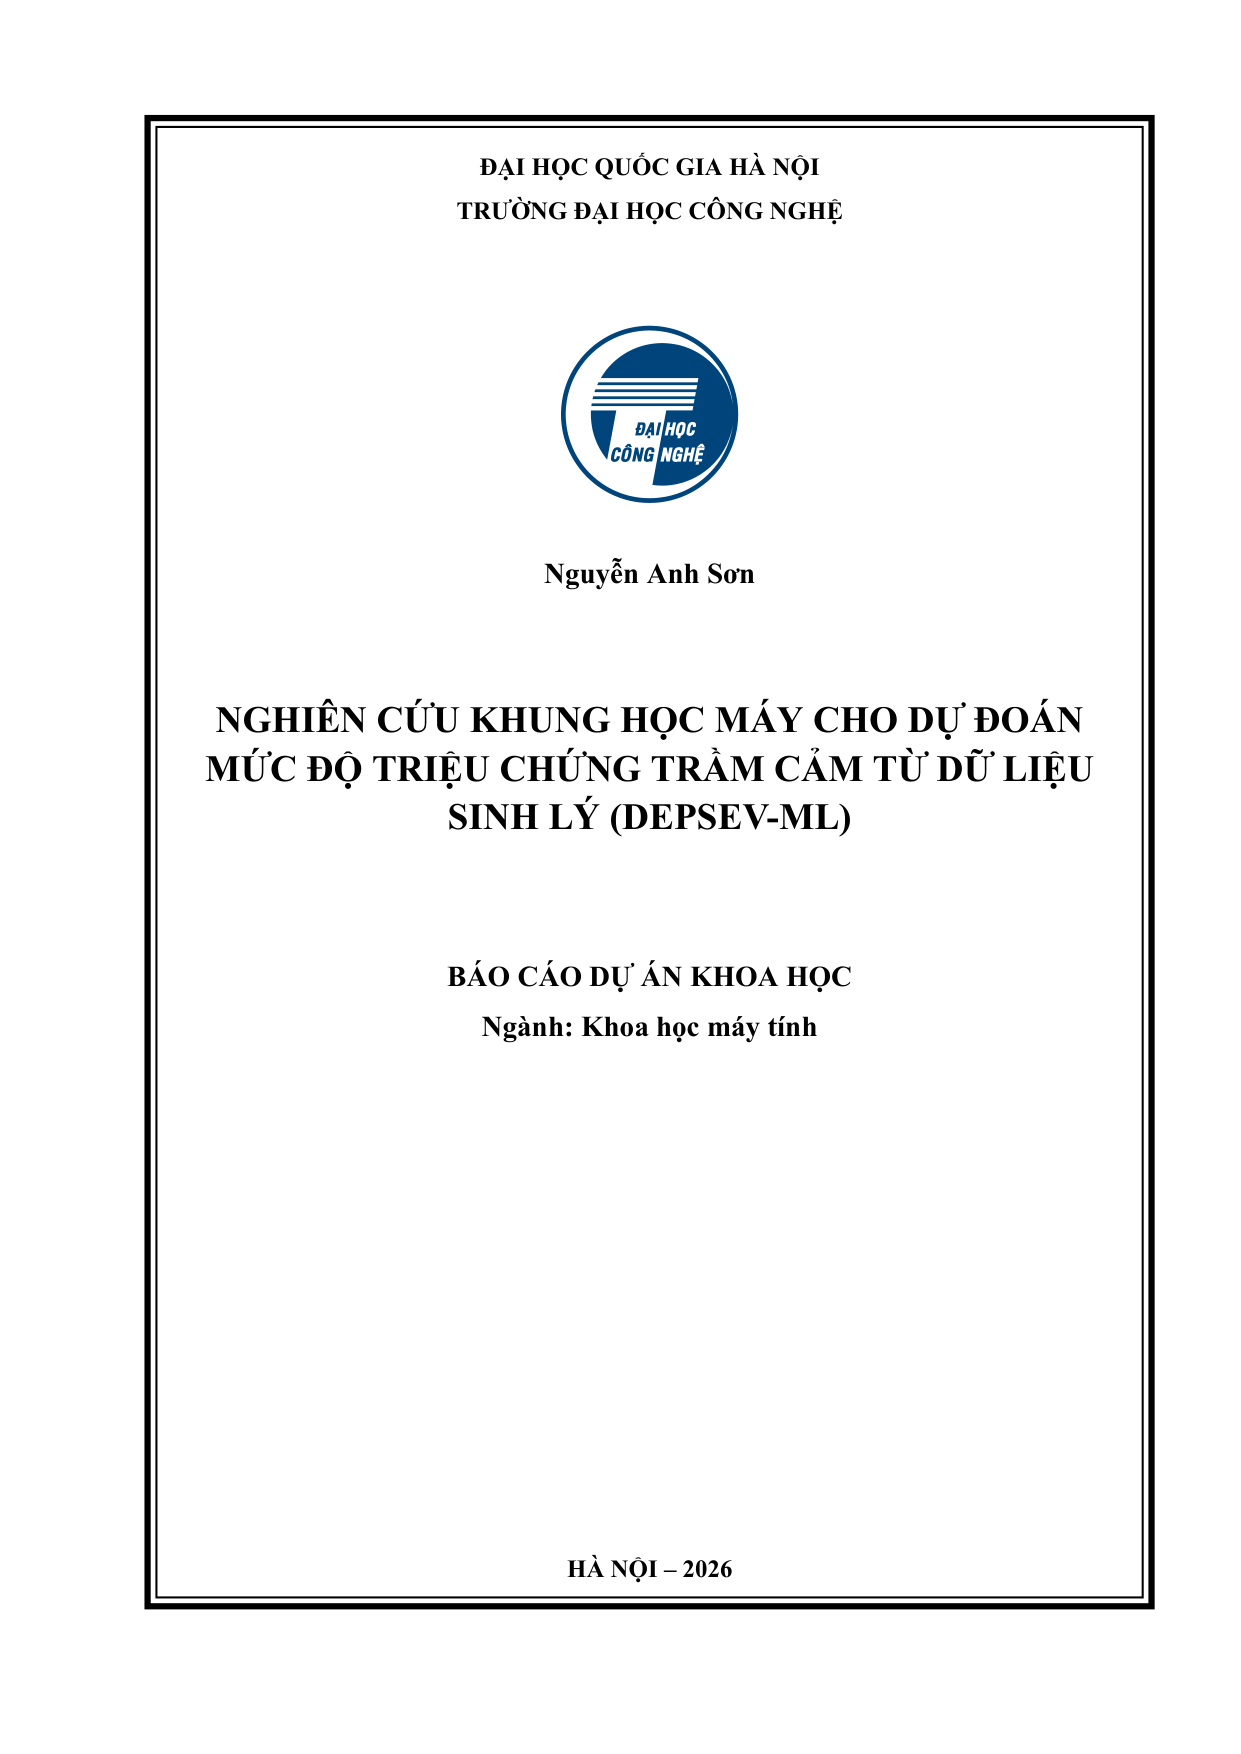 ĐẠI HỌC QUỐC GIA HÀ NỘI
TRƯỜNG ĐẠI HỌC CÔNG NGHỆ
ĐẠI HỌC
CÔNG NGHỆ
Nguyễn Anh Sơn
NGHIÊN CỨU KHUNG HỌC MÁY CHO DỰ ĐOÁN
MỨC ĐỘ TRIỆU CHỨNG TRẦM CẢM TỪ DỮ LIỆU
SINH LÝ (DEPSEV-ML)
BÁO CÁO DỰ ÁN KHOA HỌC
Ngành: Khoa học máy tính
HÀ NỘI – 2026